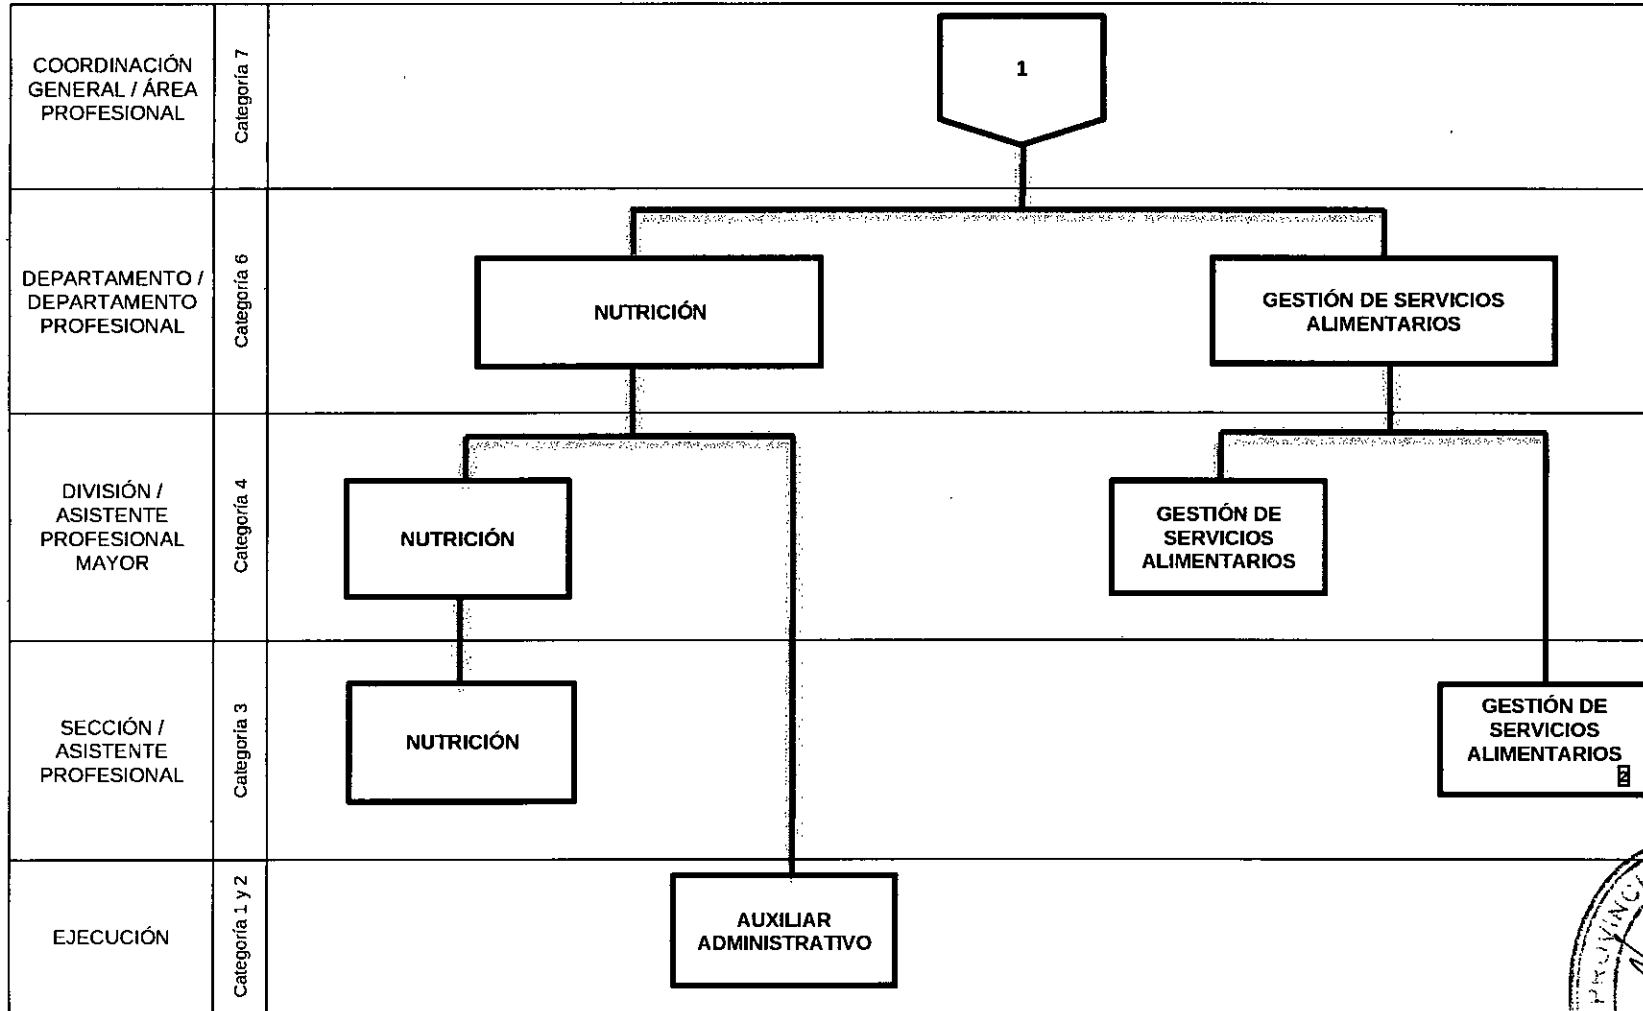 COORDINACIÓN
GENERAL / ÁREA
PROFESIONAL
Categoría 7
1
DEPARTAMENTO /
DEPARTAMENTO
PROFESIONAL
Categoría 6
NUTRICIÓN
GESTIÓN DE SERVICIOS
ALIMENTARIOS
DIVISIÓN /
ASISTENTE
PROFESIONAL
MAYOR
Categoría 4
NUTRICIÓN
GESTIÓN DE
SERVICIOS
ALIMENTARIOS
SECCIÓN /
ASISTENTE
PROFESIONAL
Categoría 3
NUTRICIÓN
GESTIÓN DE
SERVICIOS
ALIMENTARIOS
EJECUCIÓN
Categoría 1 y 2
AUXILIAR
ADMINISTRATIVO